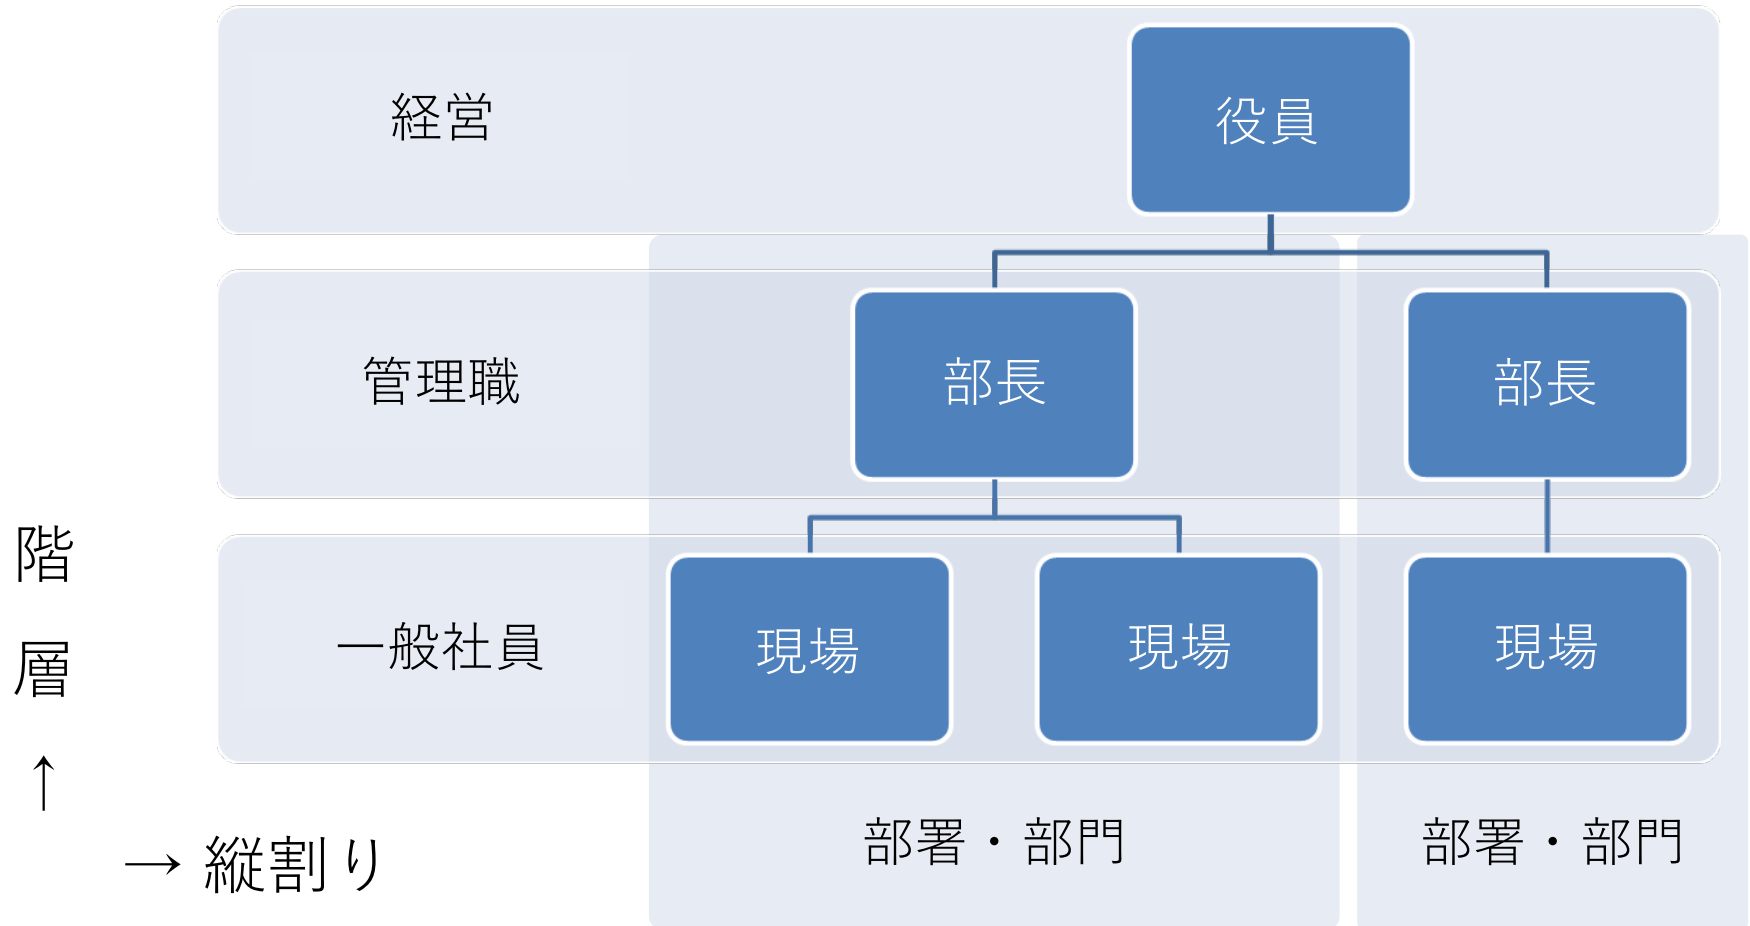 経営
役員
管理職
部長
部長
一般社員
現場
現場
現場
階
層
↑
→ 縦割り
部署・部門
部署・部門